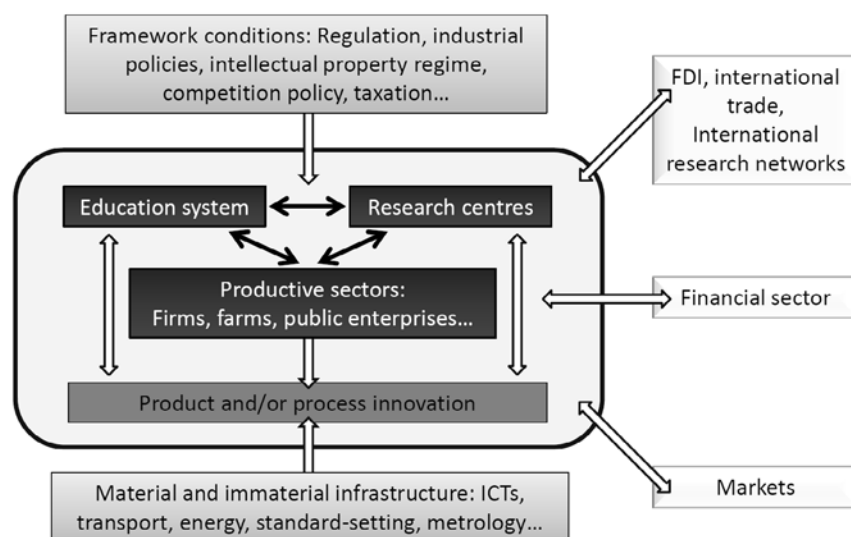 Framework conditions: Regulation, industrial
policies, intellectual property regime,
competition policy, taxation…
FDI, international
trade,
International
research networks
Education system
Research centres
Productive sectors:
Firms, farms, public enterprises…
Financial sector
Product and/or process innovation
Material and immaterial infrastructure: ICTs,
transport, energy, standard-setting, metrology…
Markets